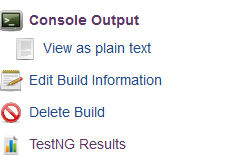 Console Output
View as plain text
Edit Build Information
Delete Build
TestNG Results